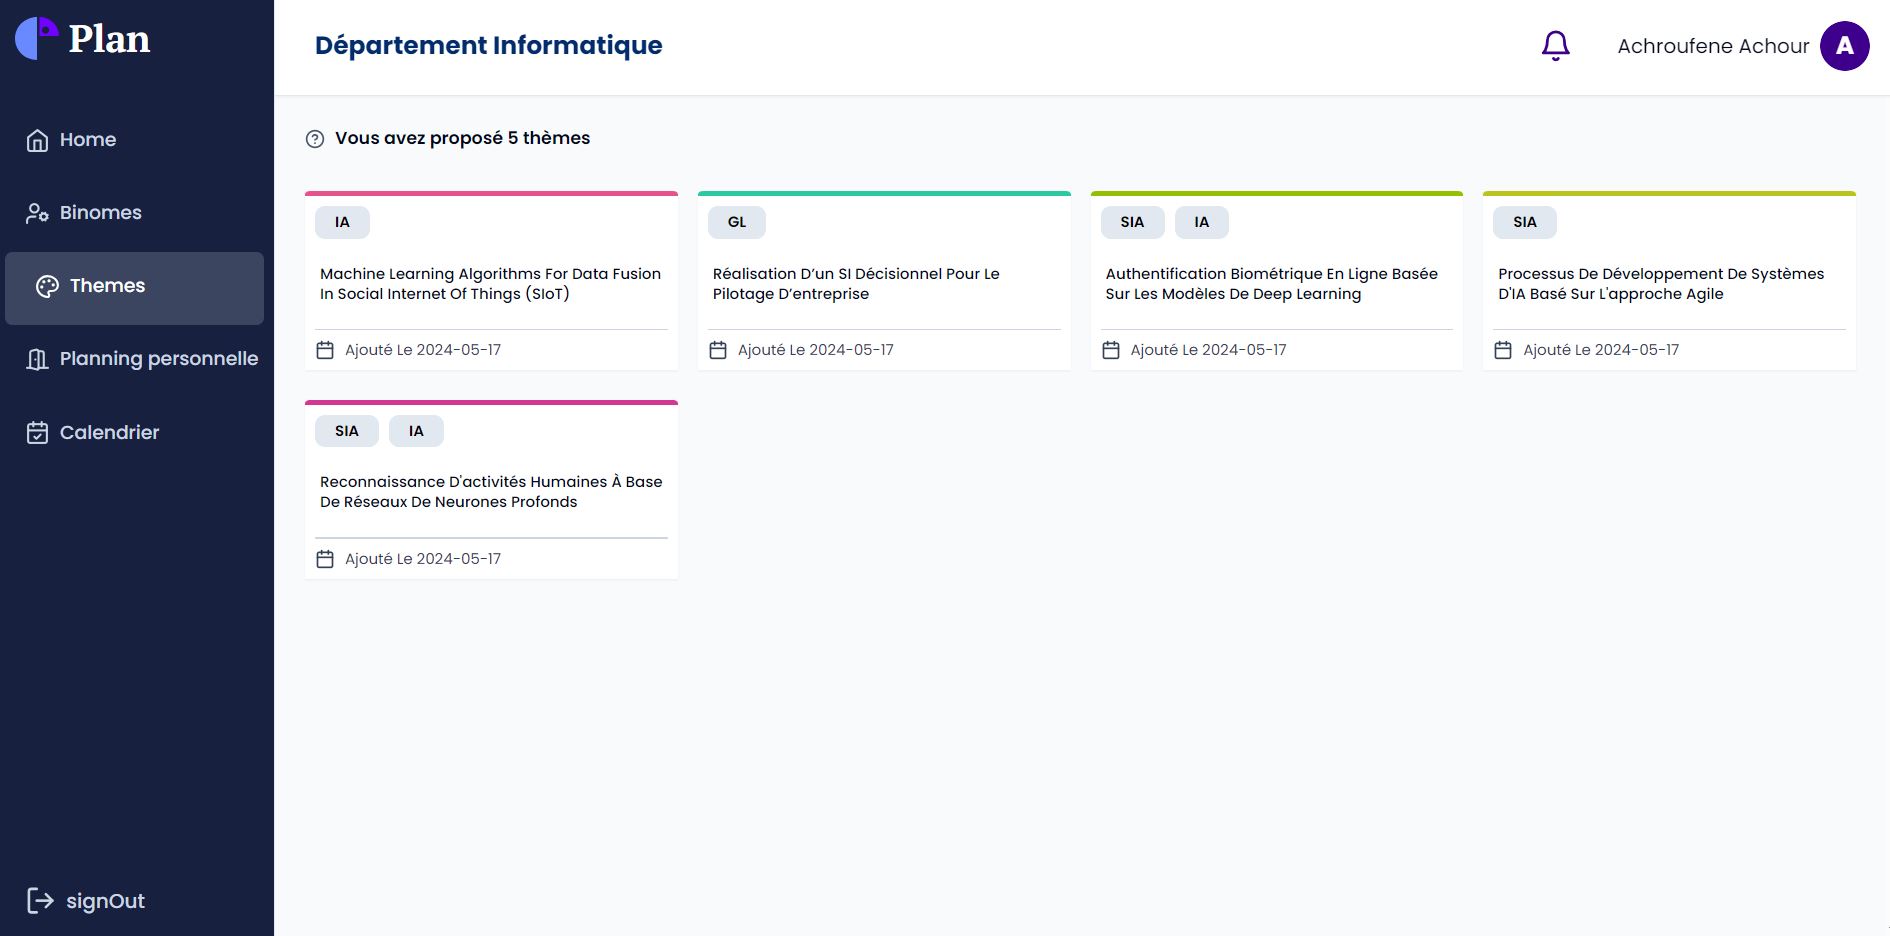 Plan
Home
Binomes
Themes
Planning personnelle
Calendrier
signOut
Département Informatique
Achroufene Achour
A
Vous avez proposé 5 thèmes
IA
Machine Learning Algorithms For Data Fusion
In Social Internet Of Things (SIoT)
Ajouté Le 2024-05-17
GL
Réalisation D’un SI Décisionnel Pour Le
Pilotage D’entreprise
Ajouté Le 2024-05-17
SIA IA
Authentification Biométrique En Ligne Basée
Sur Les Modèles De Deep Learning
Ajouté Le 2024-05-17
SIA
Processus De Développement De Systèmes
D'IA Basé Sur L'approche Agile
Ajouté Le 2024-05-17
SIA IA
Reconnaissance D'activités Humaines À Base
De Réseaux De Neurones Profonds
Ajouté Le 2024-05-17